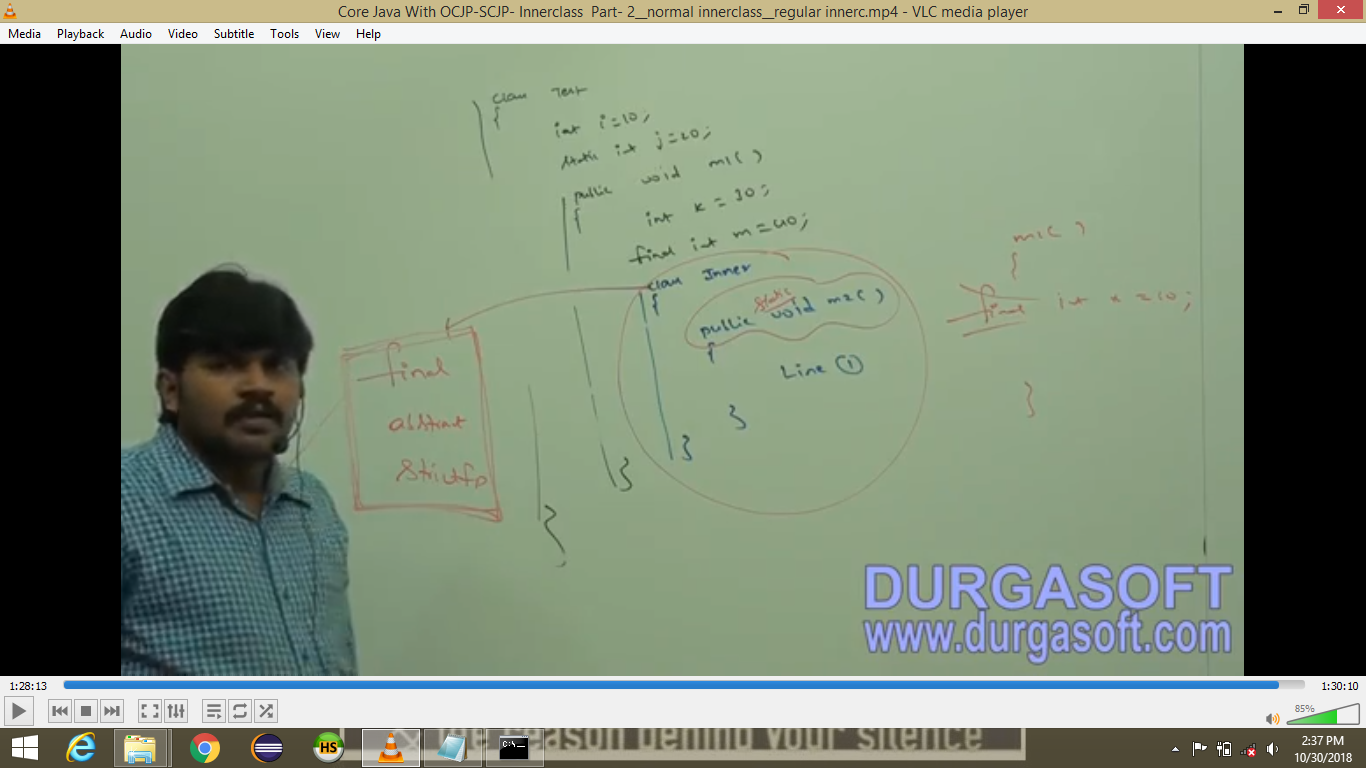 Core Java With OCJP-SCJP- Innerclass  Part- 2__normal innerclass__regular innerc.mp4 - VLC media player
Media Playback Audio Video Subtitle Tools View Help
class Test
{
int i=10;
static int j=20;
public void m1( )
{
int k = 30;
final int m=40;
class Inner
{
static
public void m2( )
{
Line ①
}
}
}
}
final
abstract
strictfp
m1( )
{
final int x =10;
}
DURGASOFT
www.durgasoft.com
1:28:13
1:30:10
85%
HS
C:\
Reason behind your silence
2:37 PM
10/30/2018